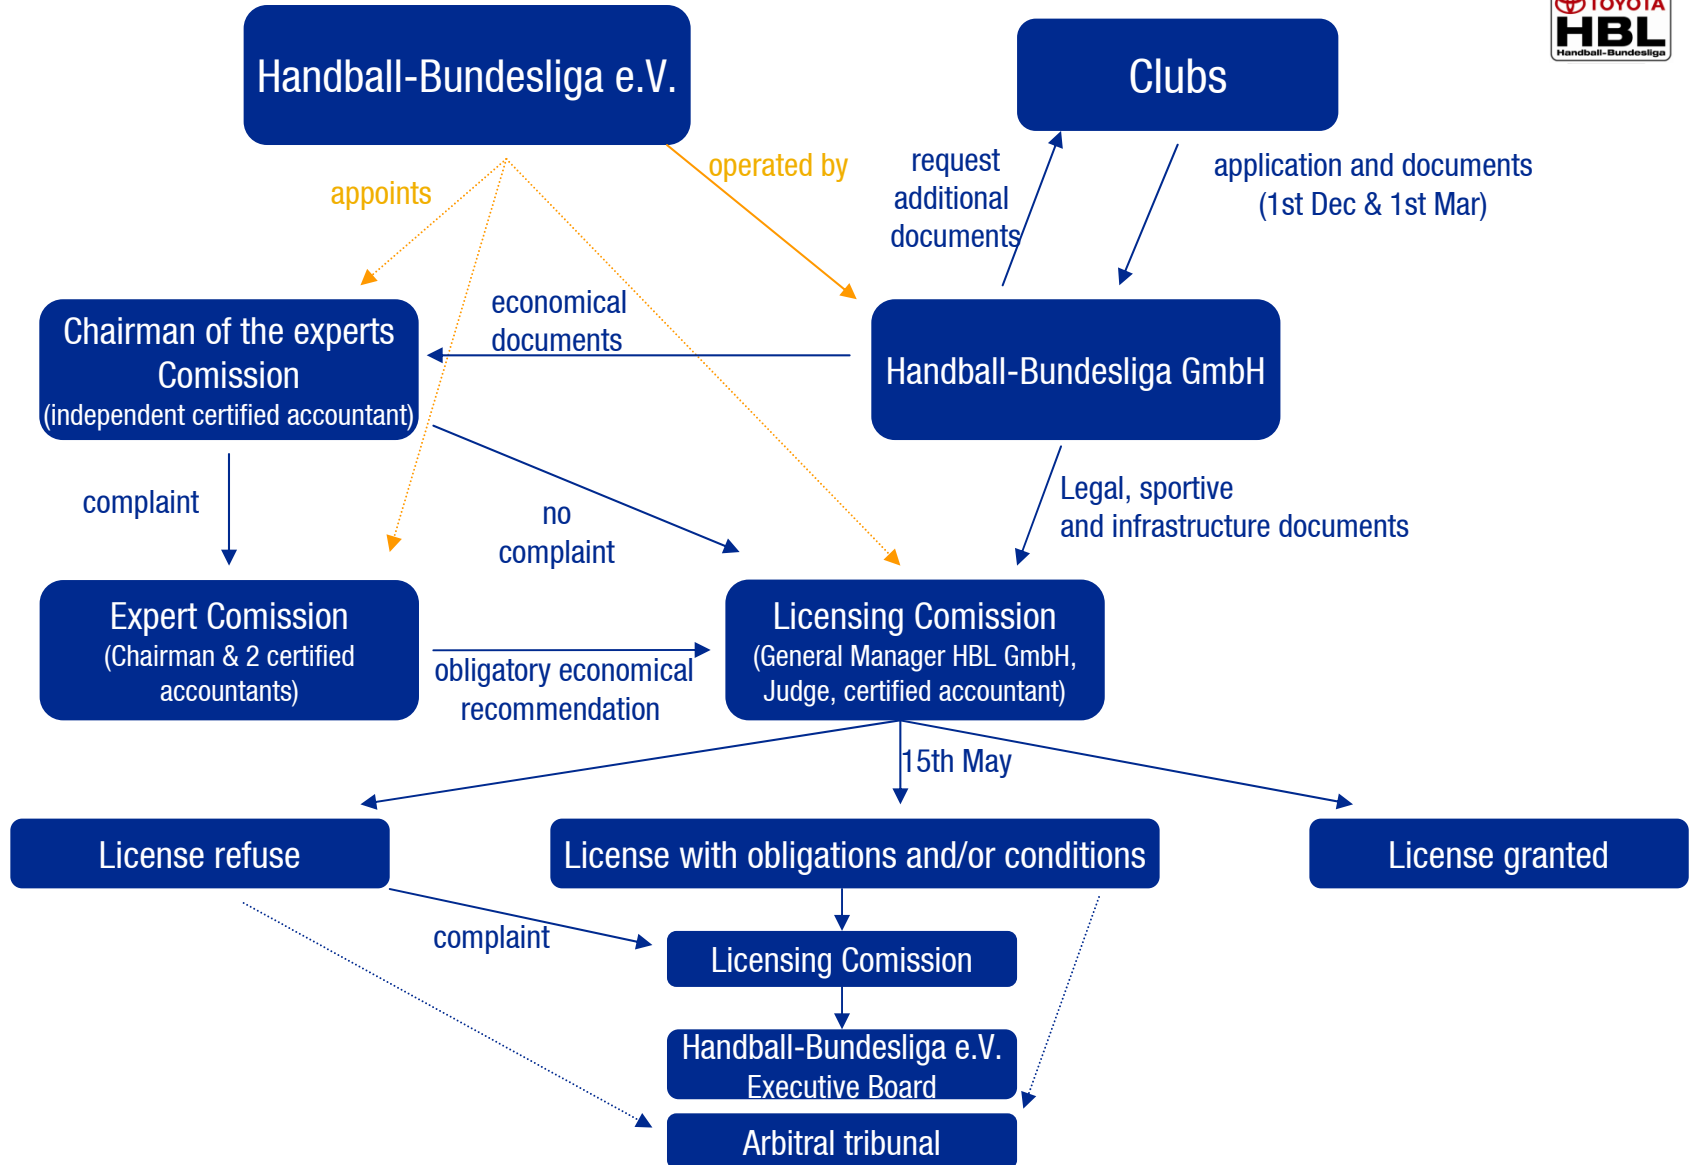 TOYOTA
HBL
Handball-Bundesliga
Handball-Bundesliga e.V.
Clubs
appoints
operated by
request
additional
documents
application and documents
(1st Dec & 1st Mar)
Chairman of the experts
Comission
(independent certified accountant)
economical
documents
Handball-Bundesliga GmbH
complaint
no
complaint
Legal, sportive
and infrastructure documents
Expert Comission
(Chairman & 2 certified
accountants)
obligatory economical
recommendation
Licensing Comission
(General Manager HBL GmbH,
Judge, certified accountant)
15th May
License refuse
License with obligations and/or conditions
License granted
complaint
Licensing Comission
Handball-Bundesliga e.V.
Executive Board
Arbitral tribunal